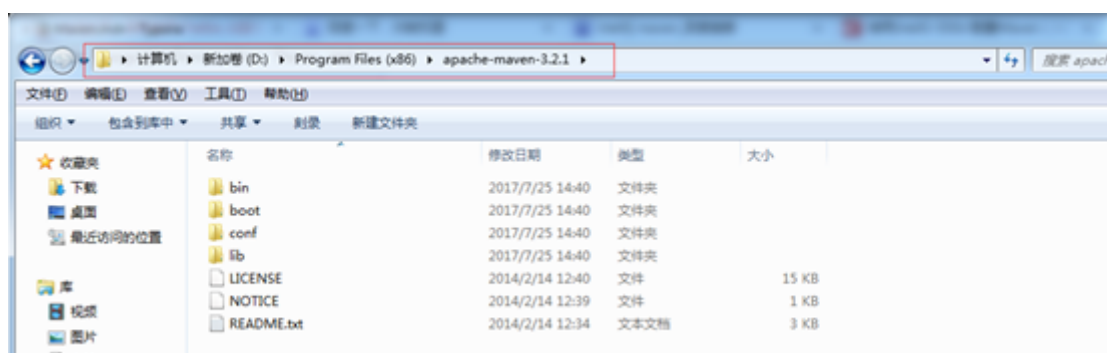 计算机 新加卷 (D:) Program Files (x86) apache-maven-3.2.1
搜索 apach
文件(F) 编辑(E) 查看(V) 工具(T) 帮助(H)
组织 包含到库中 共享 刻录 新建文件夹
收藏夹
下载
桌面
最近访问的位置
库
视频
图片
名称 修改日期 类型 大小
bin 2017/7/25 14:40 文件夹
boot 2017/7/25 14:40 文件夹
conf 2017/7/25 14:40 文件夹
lib 2017/7/25 14:40 文件夹
LICENSE 2014/2/14 12:40 文件 15 KB
NOTICE 2014/2/14 12:39 文件 1 KB
README.txt 2014/2/14 12:34 文本文档 3 KB